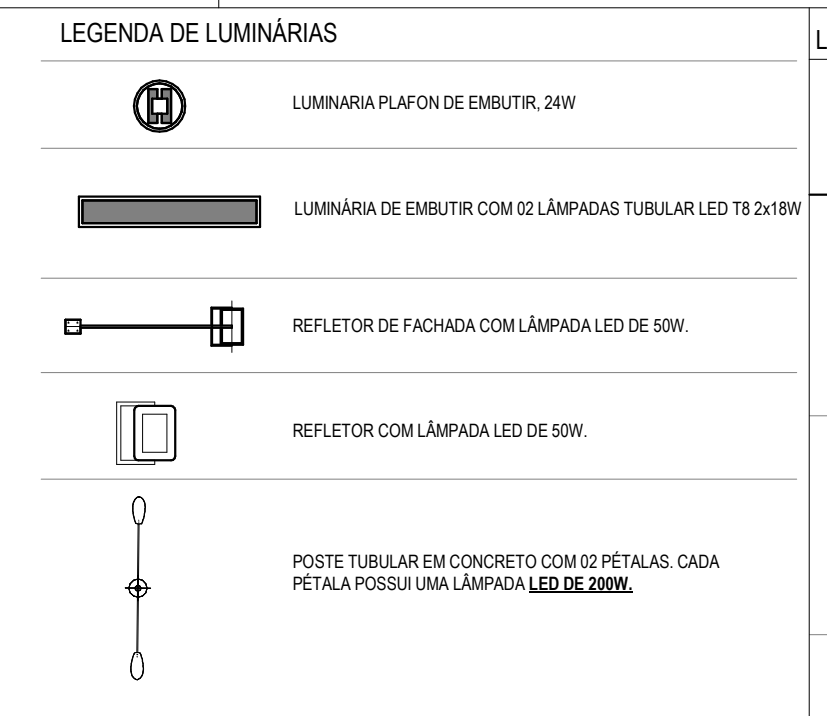 LEGENDA DE LUMINÁRIAS
L
LUMINARIA PLAFON DE EMBUTIR, 24W
LUMINÁRIA DE EMBUTIR COM 02 LÂMPADAS TUBULAR LED T8 2x18W
REFLETOR DE FACHADA COM LÂMPADA LED DE 50W.
REFLETOR COM LÂMPADA LED DE 50W.
POSTE TUBULAR EM CONCRETO COM 02 PÉTALAS. CADA
PÉTALA POSSUI UMA LÂMPADA LED DE 200W.